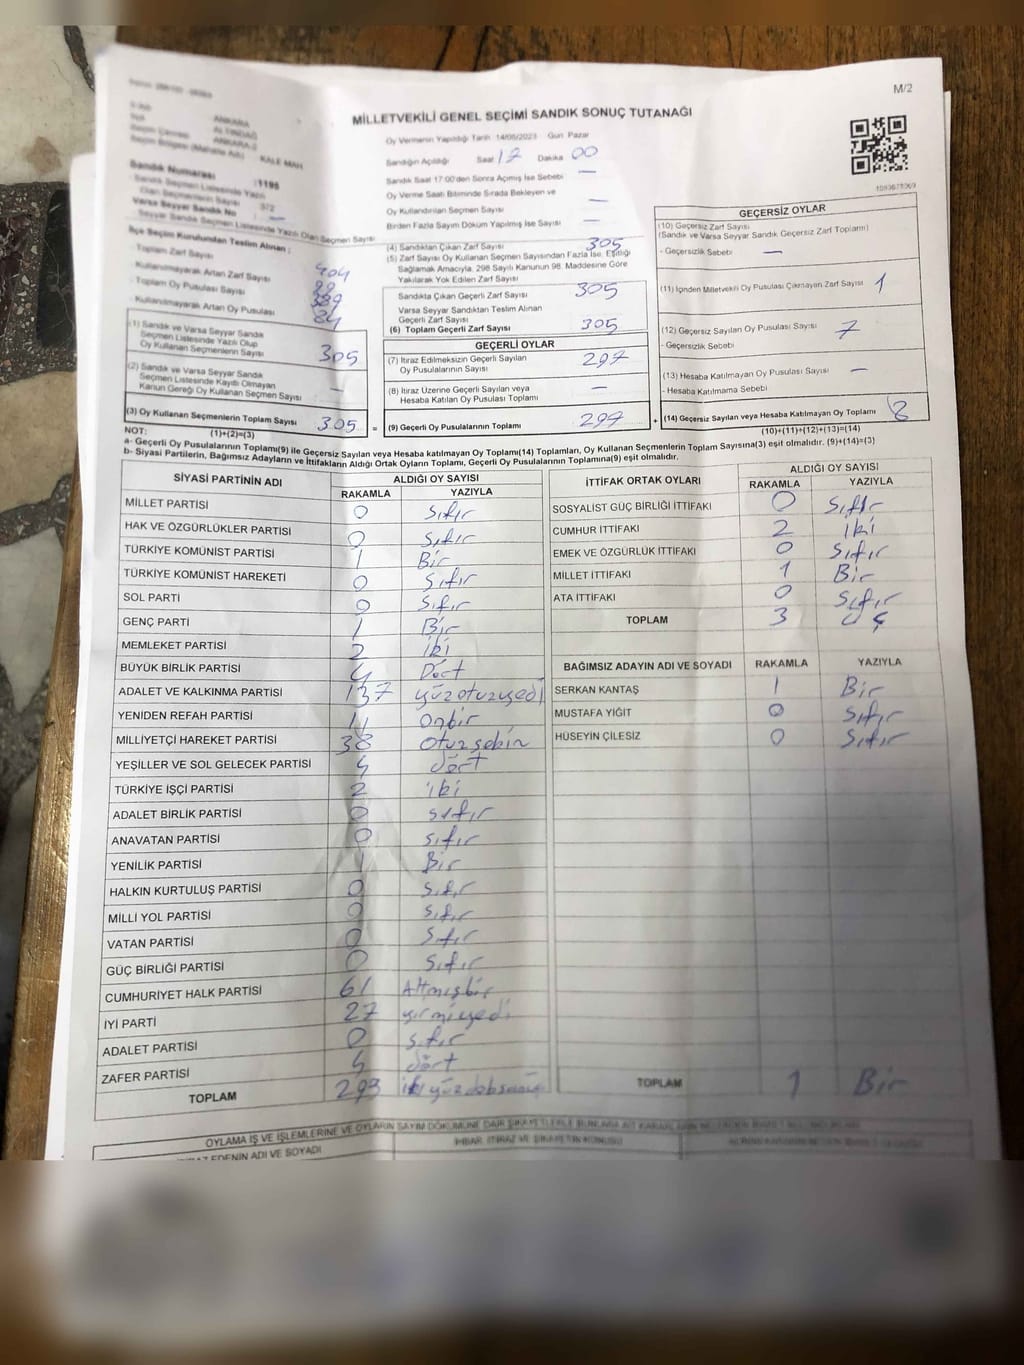 M/2
MİLLETVEKİLİ GENEL SEÇİMİ SANDIK SONUÇ TUTANAĞI
ANKARA
ALTINDAĞ
ANKARA-2
KALE MAH
Sandık Numarası : 1195
Sandık Seçmen Listesinde Yazılı
Olan Seçmenlerin Sayısı 372
Varsa Seyyar Sandık No —
Seyyar Sandık Seçmen Listesinde Yazılı Olan Seçmen Sayısı
Oy Vermenin Yapıldığı Tarih 14/05/2023 Gün Pazar
Sandığın Açıldığı Saat 17 Dakika 00
Sandık Saat 17:00'den Sonra Açımış İse Sebebi —
Oy Verme Saati Bitiminde Sırada Bekleyen ve
Oy Kullandırılan Seçmen Sayısı —
Birden Fazla Sayım Döküm Yapılmış İse Sayısı —
İlçe Seçim Kurulundan Teslim Alınan :
Toplam Zarf Sayısı 404
Kullanılmayarak Artan Zarf Sayısı
Toplam Oy Pusulası Sayısı 389
Kullanılmayarak Artan Oy Pusulası 84
(1) Sandık ve Varsa Seyyar Sandık
Seçmen Listesinde Yazılı Olup
Oy Kullanan Seçmenlerin Sayısı 305
(2) Sandık ve Varsa Seyyar Sandık
Seçmen Listesinde Kayıtlı Olmayan
Kanun Gereği Oy Kullanan Seçmen Sayısı —
(3) Oy Kullanan Seçmenlerin Toplam Sayısı 305 =
(1)+(2)=(3)
(4) Sandıktan Çıkan Zarf Sayısı 305
(5) Zarf Sayısı Oy Kullanan Seçmen Sayısından Fazla İse, Eşitliği
Sağlamak Amacıyla, 298 Sayılı Kanunun 98. Maddesine Göre
Yakılarak Yok Edilen Zarf Sayısı
Sandıkta Çıkan Geçerli Zarf Sayısı 305
Varsa Seyyar Sandıktan Teslim Alınan
Geçerli Zarf Sayısı
(6) Toplam Geçerli Zarf Sayısı 305
GEÇERLİ OYLAR
(7) İtiraz Edilmeksizin Geçerli Sayılan
Oy Pusulalarının Sayısı 297
(8) İtiraz Üzerine Geçerli Sayılan veya
Hesaba Katılan Oy Pusulası Toplamı —
(9) Geçerli Oy Pusulalarının Toplamı 297 +
GEÇERSİZ OYLAR
(10) Geçersiz Zarf Sayısı
(Sandık ve Varsa Seyyar Sandık Geçersiz Zarf Toplamı)
- Geçersizlik Sebebi —
(11) İçinden Milletvekili Oy Pusulası Çıkmayan Zarf Sayısı 1
(12) Geçersiz Sayılan Oy Pusulası Sayısı 7
- Geçersizlik Sebebi
(13) Hesaba Katılmayan Oy Pusulası Sayısı —
- Hesaba Katılmama Sebebi
(14) Geçersiz Sayılan veya Hesaba Katılmayan Oy Toplamı 8
(10)+(11)+(12)+(13)=(14)
NOT:
a- Geçerli Oy Pusulalarının Toplamı(9) ile Geçersiz Sayılan veya Hesaba katılmayan Oy Toplamı(14) Toplamları, Oy Kullanan Seçmenlerin Toplam Sayısına(3) eşit olmalıdır. (9)+(14)=(3)
b- Siyasi Partilerin, Bağımsız Adayların ve İttifakların Aldığı Ortak Oyların Toplamı, Geçerli Oy Pusulalarının Toplamına(9) eşit olmalıdır.
SİYASİ PARTİNİN ADI ALDIĞI OY SAYISI
RAKAMLA YAZIYLA
MİLLET PARTİSİ 0 Sıfır
HAK VE ÖZGÜRLÜKLER PARTİSİ 0 Sıfır
TÜRKİYE KOMÜNİST PARTİSİ 1 Bir
TÜRKİYE KOMÜNİST HAREKETİ 0 Sıfır
SOL PARTİ 0 Sıfır
GENÇ PARTİ 1 Bir
MEMLEKET PARTİSİ 2 iki
BÜYÜK BİRLİK PARTİSİ 4 Dört
ADALET VE KALKINMA PARTİSİ 137 yüzotuzyedi
YENİDEN REFAH PARTİSİ 11 Onbir
MİLLİYETÇİ HAREKET PARTİSİ 38 Otuzsekin
YEŞİLLER VE SOL GELECEK PARTİSİ 4 dört
TÜRKİYE İŞÇİ PARTİSİ 2 iki
ADALET BİRLİK PARTİSİ 0 sıfır
ANAVATAN PARTİSİ 0 sıfır
YENİLİK PARTİSİ 1 Bir
HALKIN KURTULUŞ PARTİSİ 0 Sıfır
MİLLİ YOL PARTİSİ 0 sıfır
VATAN PARTİSİ 0 Sıfır
GÜÇ BİRLİĞİ PARTİSİ 0 Sıfır
CUMHURİYET HALK PARTİSİ 61 Altmışbir
İYİ PARTİ 27 yirmiyedi
ADALET PARTİSİ 0 sıfır
ZAFER PARTİSİ 4 dört
TOPLAM 293
İTTİFAK ORTAK OYLARI ALDIĞI OY SAYISI
RAKAMLA YAZIYLA
SOSYALİST GÜÇ BİRLİĞİ İTTİFAKI 0 Sıfır
CUMHUR İTTİFAKI 2 iki
EMEK VE ÖZGÜRLÜK İTTİFAKI 0 Sıfır
MİLLET İTTİFAKI 1 Bir
ATA İTTİFAKI 0 Sıfır
TOPLAM 3 üç
BAĞIMSIZ ADAYIN ADI VE SOYADI RAKAMLA YAZIYLA
SERKAN KANTAŞ 1 Bir
MUSTAFA YİĞİT 0 Sıfır
HÜSEYİN ÇİLESİZ 0 Sıfır
TOPLAM 1 Bir
OYLAMA İŞ VE İŞLEMLERİNE VE OYLARIN SAYIM DÖKÜMÜNE DAİR
İHBAR, İTİRAZ VE ŞİKAYETİN KONUSU
EDENİN ADI VE SOYADI